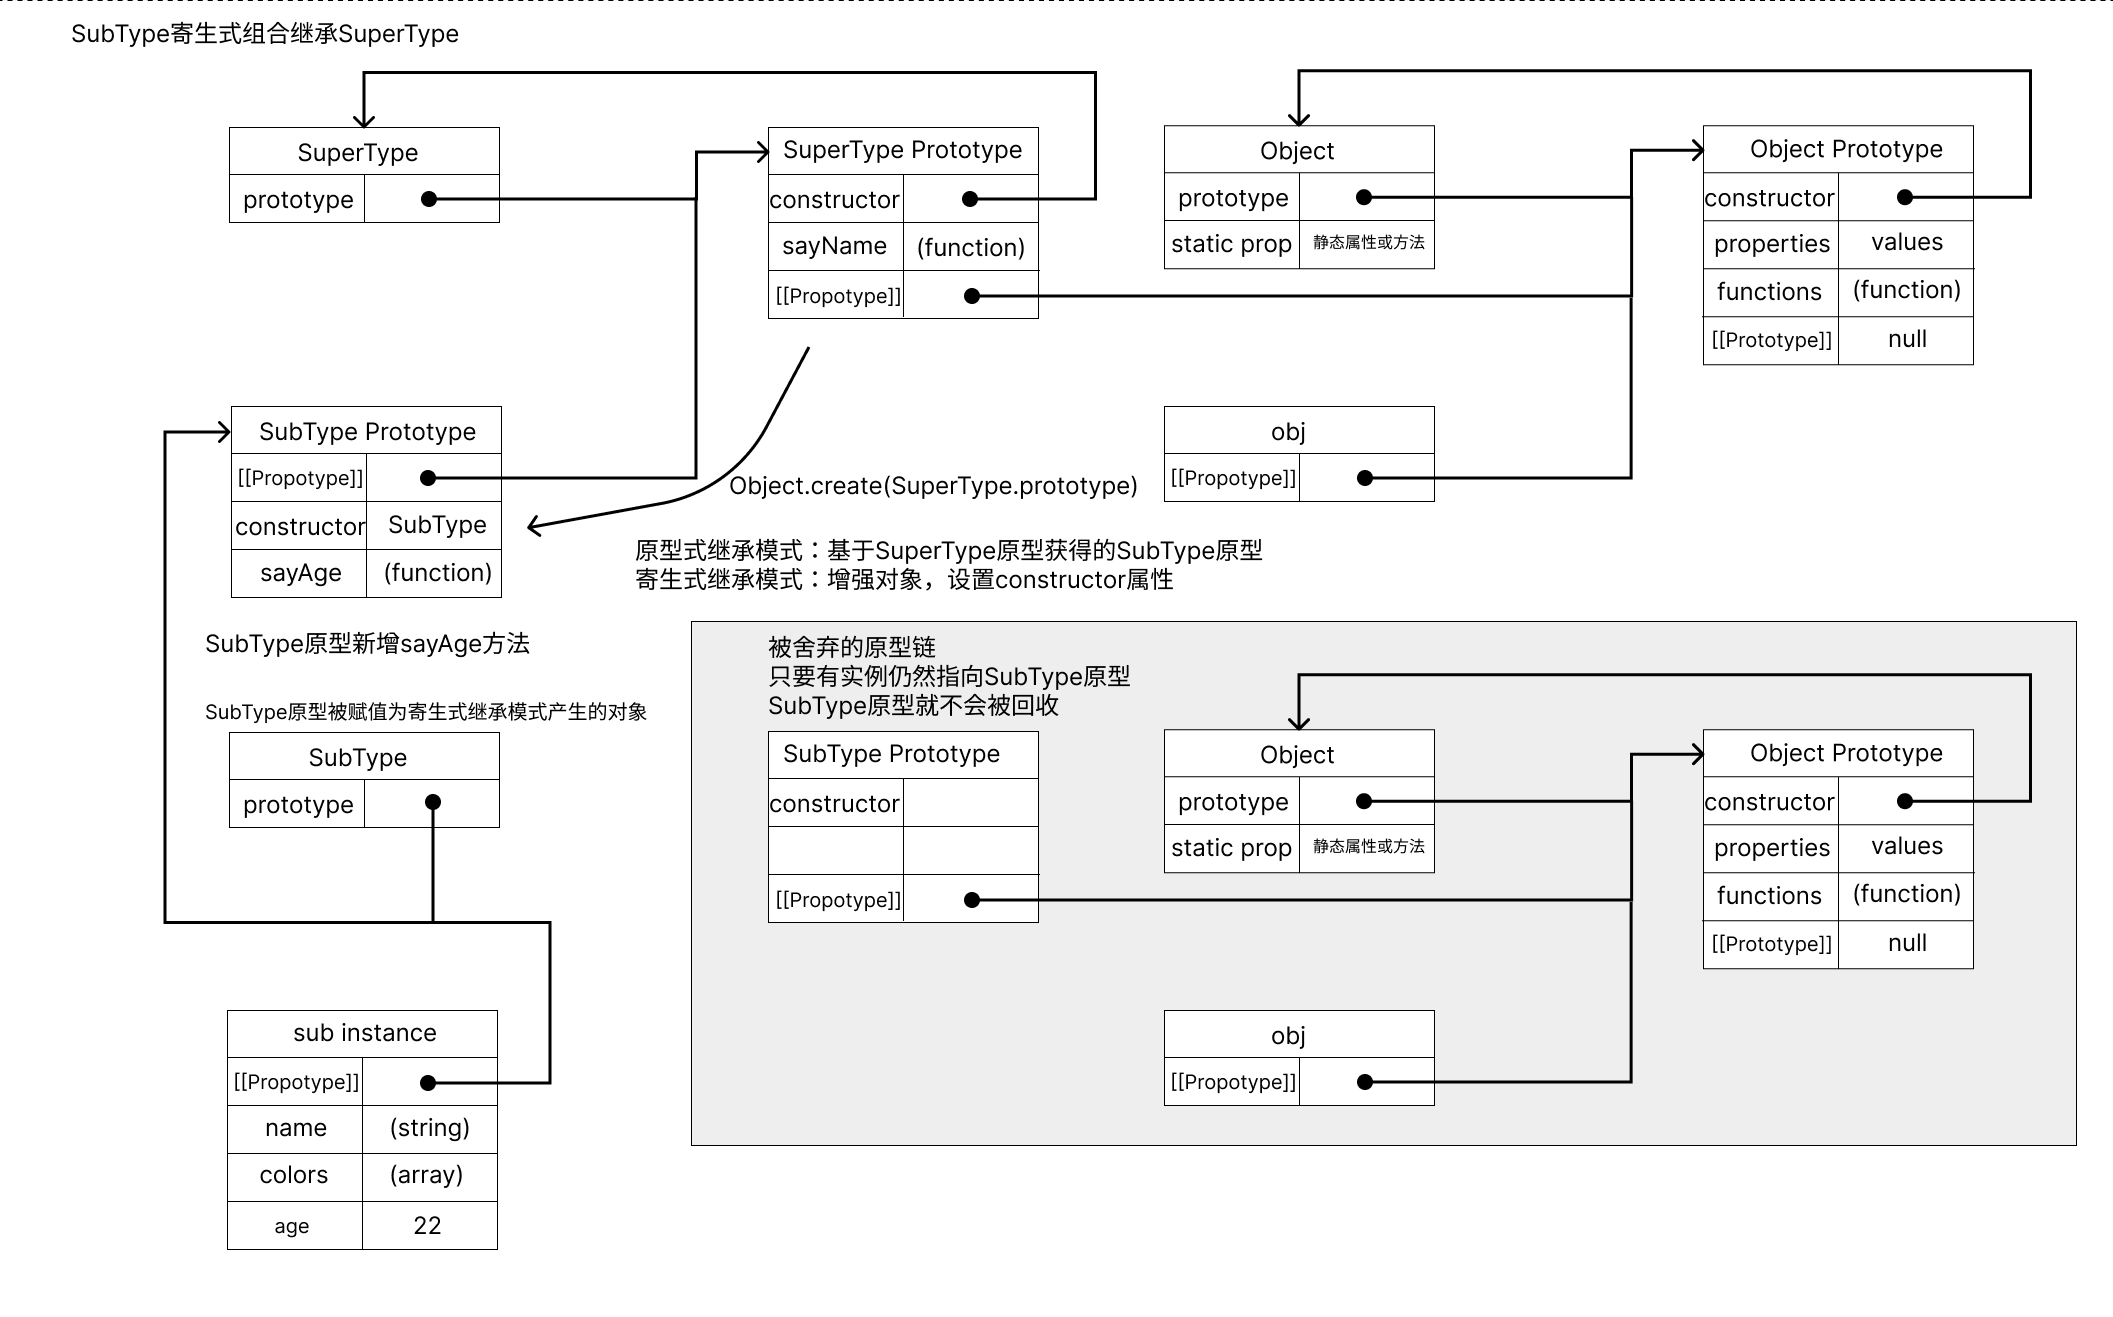 SubType寄生式组合继承SuperType
SuperType
prototype
SuperType Prototype
constructor
sayName (function)
[[Propotype]]
Object
prototype
static prop 静态属性或方法
Object Prototype
constructor
properties values
functions (function)
[[Prototype]] null
SubType Prototype
[[Propotype]]
constructor SubType
sayAge (function)
obj
[[Propotype]]
Object.create(SuperType.prototype)
原型式继承模式：基于SuperType原型获得的SubType原型
寄生式继承模式：增强对象，设置constructor属性
SubType原型新增sayAge方法
SubType原型被赋值为寄生式继承模式产生的对象
SubType
prototype
sub instance
[[Propotype]]
name (string)
colors (array)
age 22
被舍弃的原型链
只要有实例仍然指向SubType原型
SubType原型就不会被回收
SubType Prototype
constructor
[[Propotype]]
Object
prototype
static prop 静态属性或方法
Object Prototype
constructor
properties values
functions (function)
[[Prototype]] null
obj
[[Propotype]]